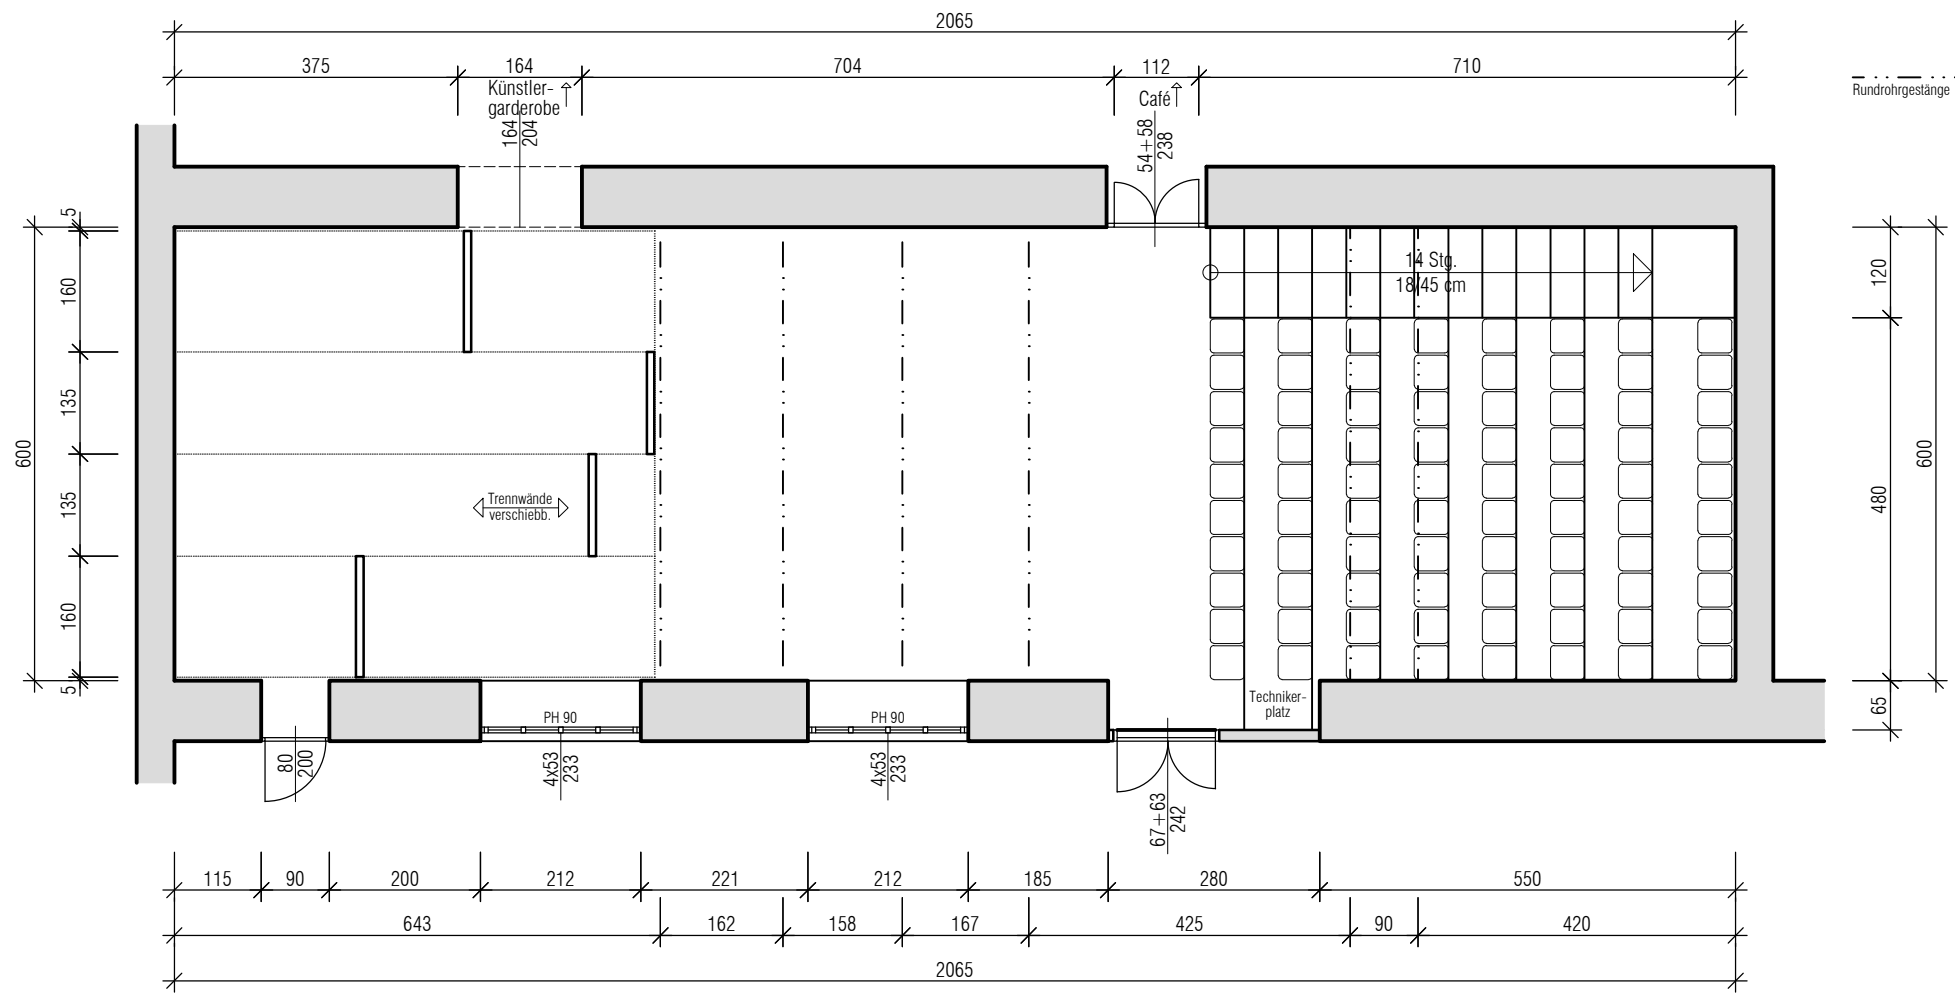 2065
375 164 704 112 710
Künstler-
garderobe
Café
Rundrohrgestänge
164
204
54+58
238
5
160
135
135
160
5
600
14 Stg.
18/45 cm
120
480
65
600
Trennwände
verschiebb.
Techniker-
platz
PH 90
PH 90
80
200
4x53
233
4x53
233
67+63
242
115 90 200 212 221 212 185 280 550
643 162 158 167 425 90 420
2065